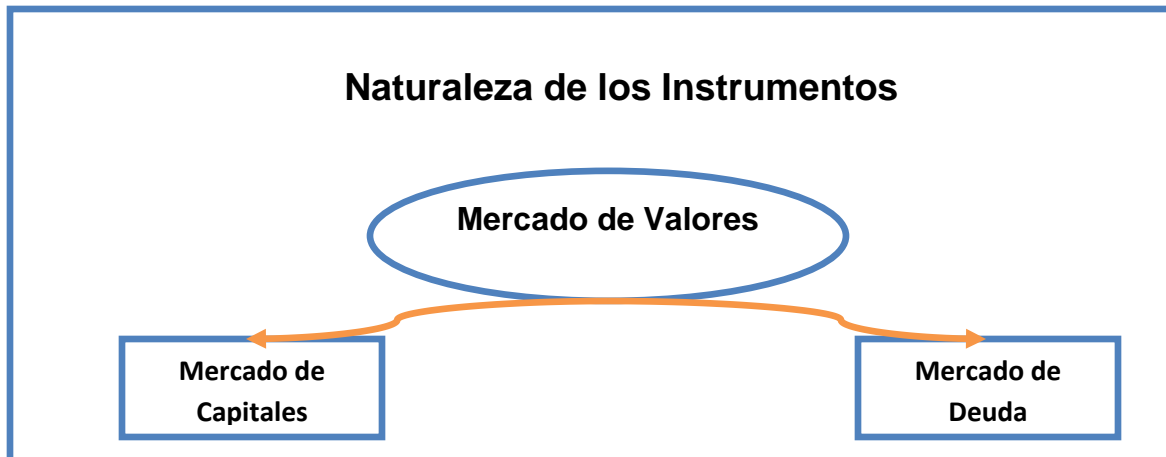 Naturaleza de los Instrumentos
Mercado de Valores
Mercado de
Capitales
Mercado de
Deuda